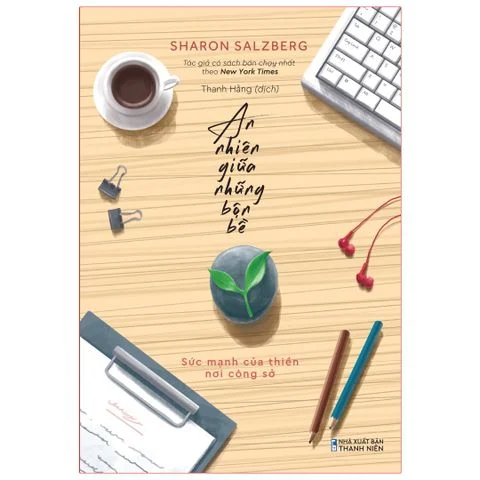 SHARON SALZBERG
Tác giả có sách bán chạy nhất
theo New York Times
Thanh Hằng (dịch)
An
nhiên
giữa
những
bộn
bề
Sức mạnh của thiền
nơi công sở
NHÀ XUẤT BẢN
THANH NIÊN